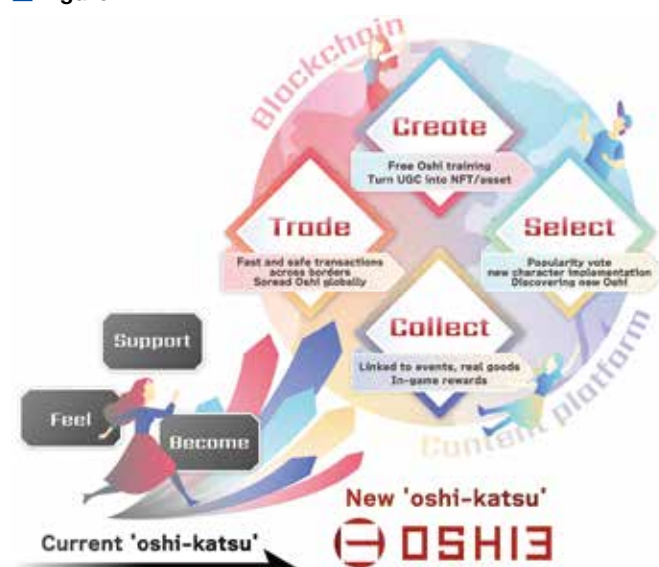 Blockchain
Create
Free Oshi training
Turn UGC into NFT/asset
Trade
Fast and safe transactions
across borders
Soread Oshi globally
Select
Popularity vote
new character implementation
Discovering new Oshi
Collect
Linked to events, real goods
In-game rewards
Content platform
Support
Feel
Become
Current 'oshi-katsu'
New 'oshi-katsu'
OSHI3